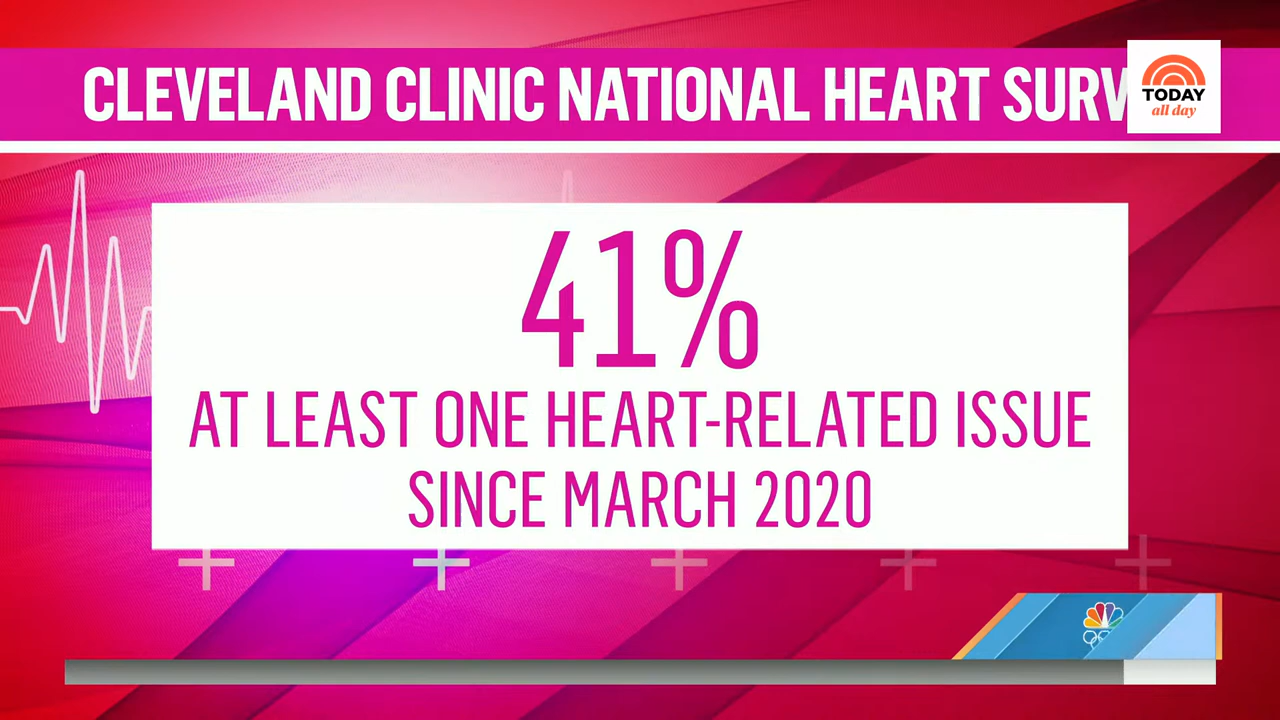 CLEVELAND CLINIC NATIONAL HEART SURV
TODAY
all day
41%
AT LEAST ONE HEART-RELATED ISSUE
SINCE MARCH 2020